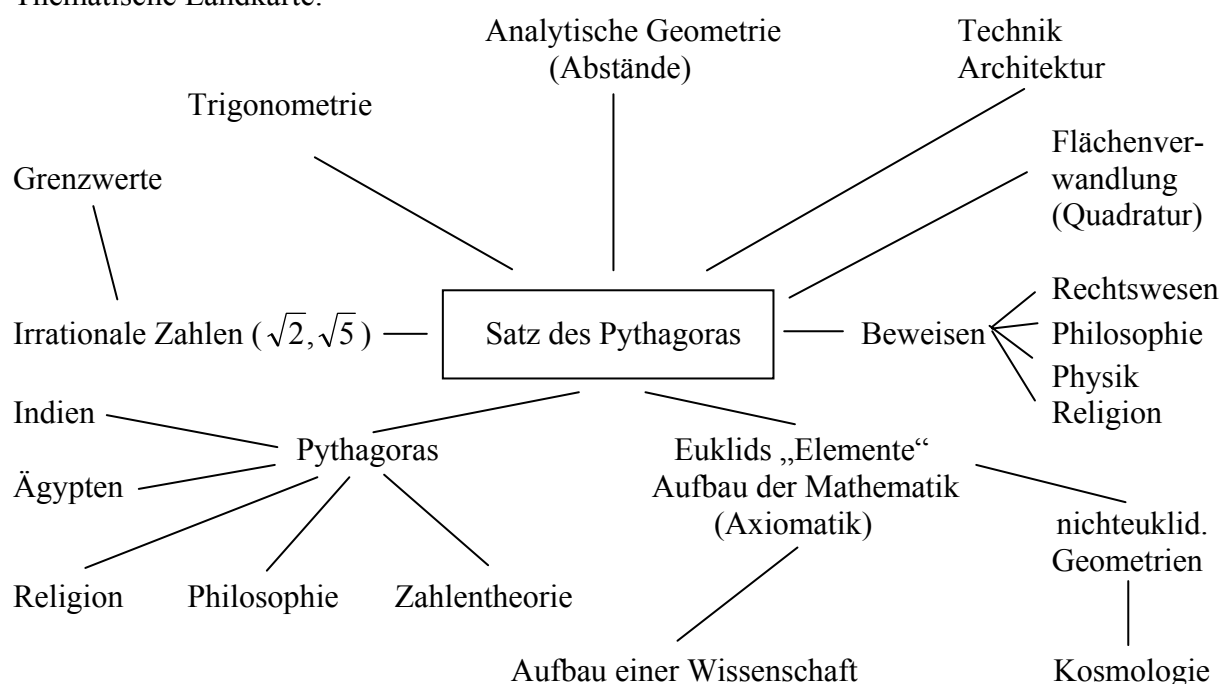 Thematische Landkarte:
Analytische Geometrie
(Abstände)
Technik
Architektur
Trigonometrie
Flächenver-
wandlung
(Quadratur)
Grenzwerte
Rechtswesen
Irrationale Zahlen (√2,√5)
Satz des Pythagoras
Beweisen
Philosophie
Physik
Religion
Indien
Pythagoras
Ägypten
Euklids „Elemente“
Aufbau der Mathematik
(Axiomatik)
nichteuklid.
Geometrien
Religion
Philosophie
Zahlentheorie
Aufbau einer Wissenschaft
Kosmologie